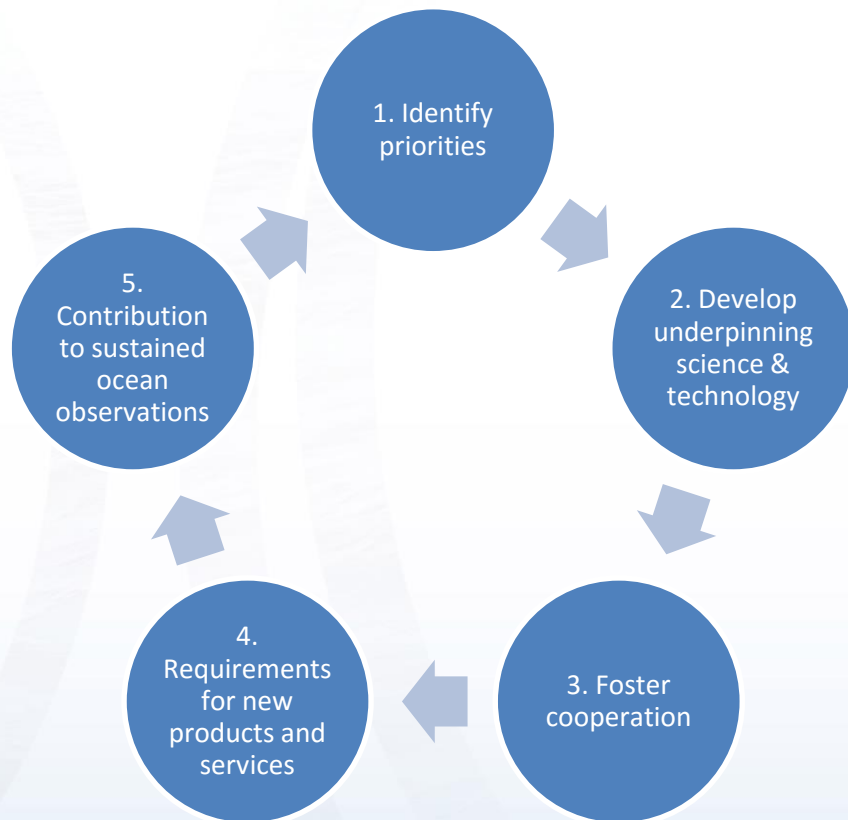 1. Identify
priorities
2. Develop
underpinning
science &
technology
3. Foster
cooperation
4.
Requirements
for new
products and
services
5.
Contribution
to sustained
ocean
observations